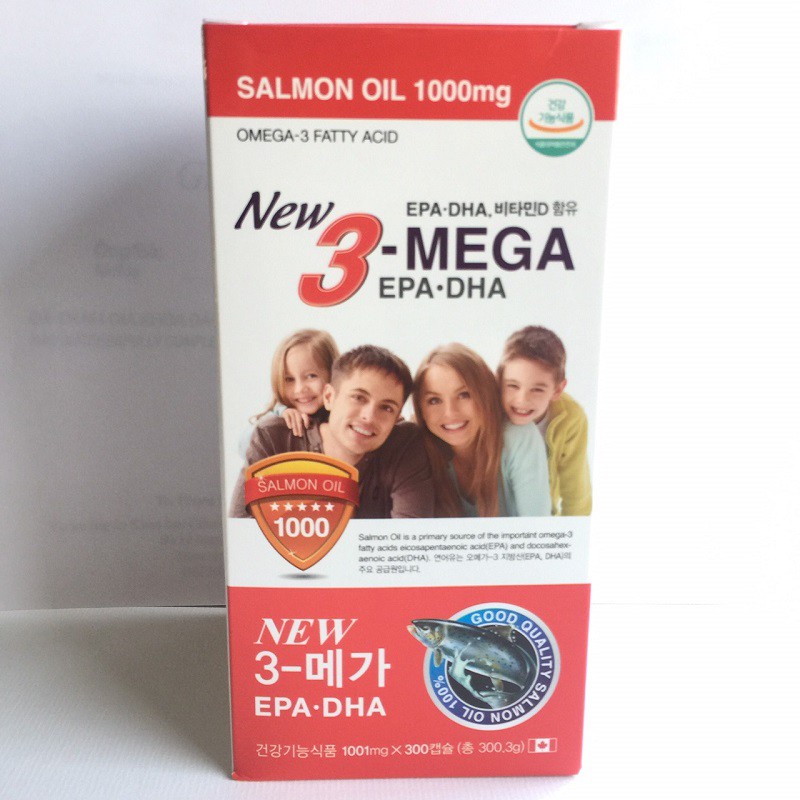 SALMON OIL 1000mg
건강
기능식품
OMEGA-3 FATTY ACID
New
EPA·DHA, 비타민D 함유
3-MEGA
EPA·DHA
SALMON OIL
1000
Salmon Oil is a primary source of the important omega-3
fatty acids eicosapentaenoic acid(EPA) and docosahex-
aenoic acid(DHA). 연어유는 오메가-3 지방산(EPA, DHA)의
주요 공급원입니다.
NEW
3-메가
EPA·DHA
GOOD QUALITY SALMON OIL 100%
건강기능식품 1001mg×300캡슐 (총 300,3g)